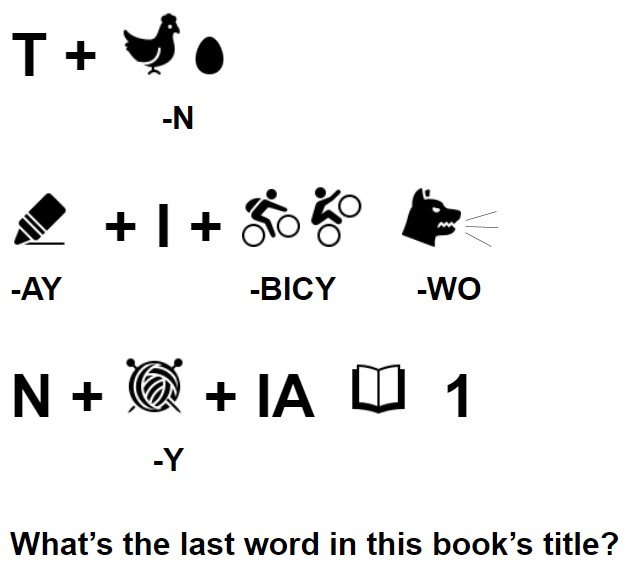 T +
-N
+ I +
-AY -BICY -WO
N + + IA 1
-Y
What’s the last word in this book’s title?